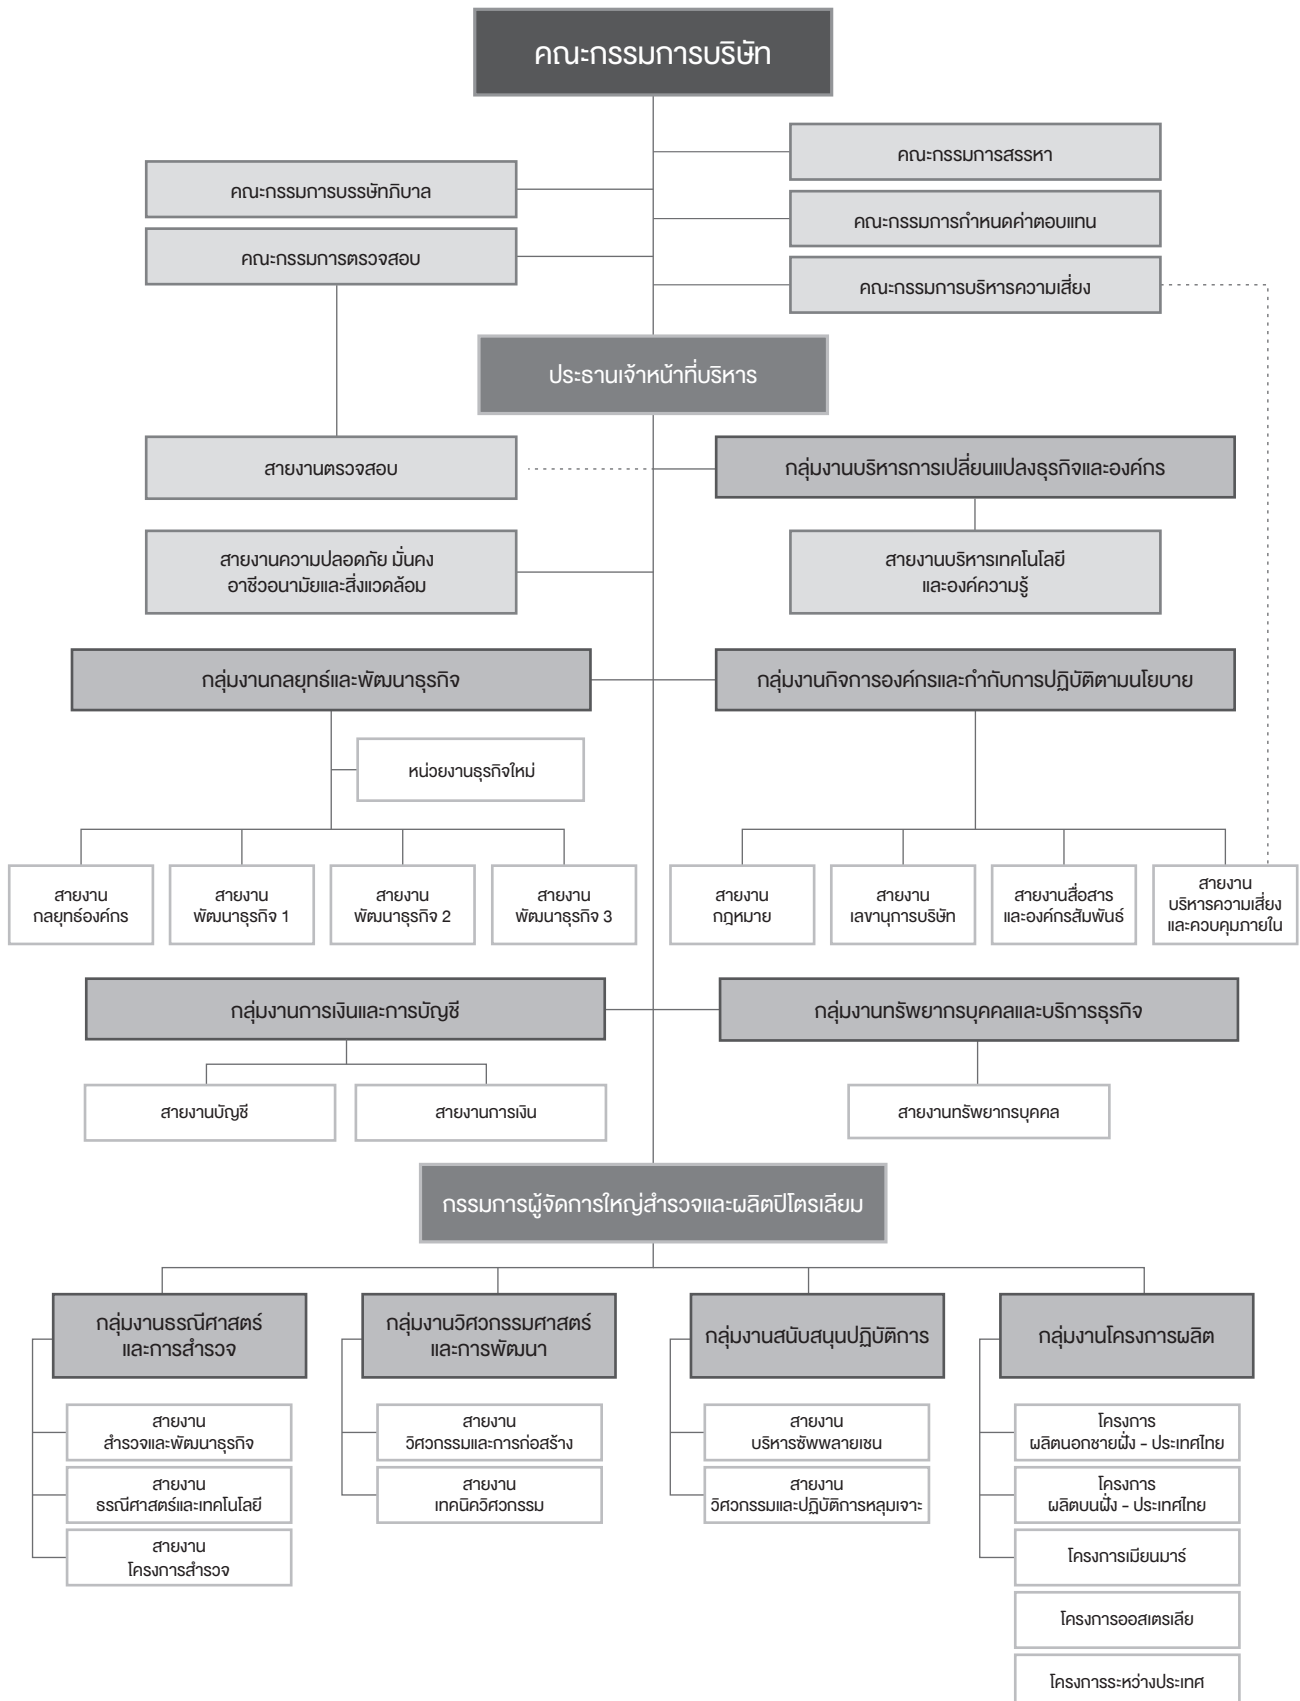 คณะกรรมการบริษัท
คณะกรรมการสรรหา
คณะกรรมการบรรษัทภิบาล
คณะกรรมการกำหนดค่าตอบแทน
คณะกรรมการตรวจสอบ
คณะกรรมการบริหารความเสี่ยง
ประธานเจ้าหน้าที่บริหาร
สายงานตรวจสอบ
กลุ่มงานบริหารการเปลี่ยนแปลงธุรกิจและองค์กร
สายงานความปลอดภัย มั่นคง
อาชีวอนามัยและสิ่งแวดล้อม
สายงานบริหารเทคโนโลยี
และองค์ความรู้
กลุ่มงานกลยุทธ์และพัฒนาธุรกิจ
กลุ่มงานกิจการองค์กรและกำกับการปฏิบัติตามนโยบาย
หน่วยงานธุรกิจใหม่
สายงาน
กลยุทธ์องค์กร
สายงาน
พัฒนาธุรกิจ 1
สายงาน
พัฒนาธุรกิจ 2
สายงาน
พัฒนาธุรกิจ 3
สายงาน
กฎหมาย
สายงาน
เลขานุการบริษัท
สายงานสื่อสาร
และองค์กรสัมพันธ์
สายงาน
บริหารความเสี่ยง
และควบคุมภายใน
กลุ่มงานการเงินและการบัญชี
กลุ่มงานทรัพยากรบุคคลและบริการธุรกิจ
สายงานบัญชี
สายงานการเงิน
สายงานทรัพยากรบุคคล
กรรมการผู้จัดการใหญ่สำรวจและผลิตปิโตรเลียม
กลุ่มงานธรณีศาสตร์
และการสำรวจ
กลุ่มงานวิศวกรรมศาสตร์
และการพัฒนา
กลุ่มงานสนับสนุนปฏิบัติการ
กลุ่มงานโครงการผลิต
สายงาน
สำรวจและพัฒนาธุรกิจ
สายงาน
วิศวกรรมและการก่อสร้าง
สายงาน
บริหารซัพพลายเชน
โครงการ
ผลิตนอกชายฝั่ง - ประเทศไทย
สายงาน
ธรณีศาสตร์และเทคโนโลยี
สายงาน
เทคนิควิศวกรรม
สายงาน
วิศวกรรมและปฏิบัติการหลุมเจาะ
โครงการ
ผลิตบนฝั่ง - ประเทศไทย
สายงาน
โครงการสำรวจ
โครงการเมียนมาร์
โครงการออสเตรเลีย
โครงการระหว่างประเทศ